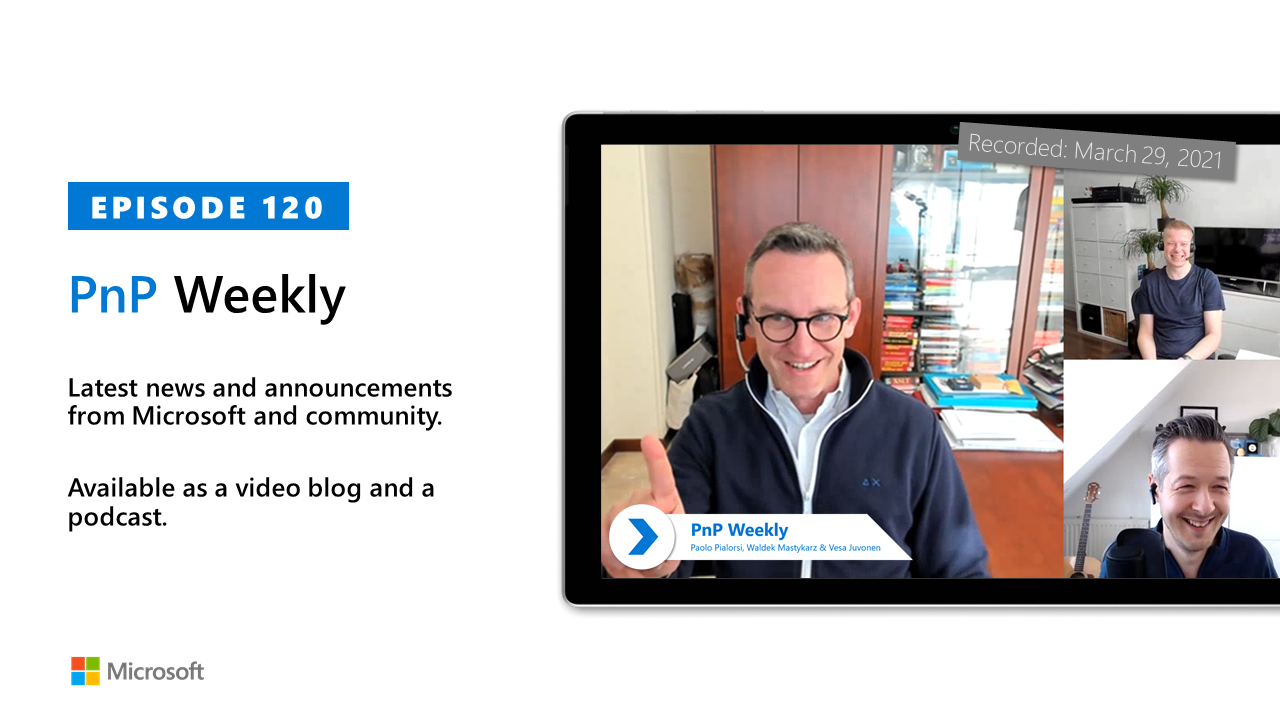 EPISODE 120
PnP Weekly
Latest news and announcements
from Microsoft and community.
Available as a video blog and a
podcast.
Microsoft
Recorded: March 29, 2021
XSLT
PnP Weekly
Paolo Pialorsi, Waldek Mastykarz & Vesa Juvonen